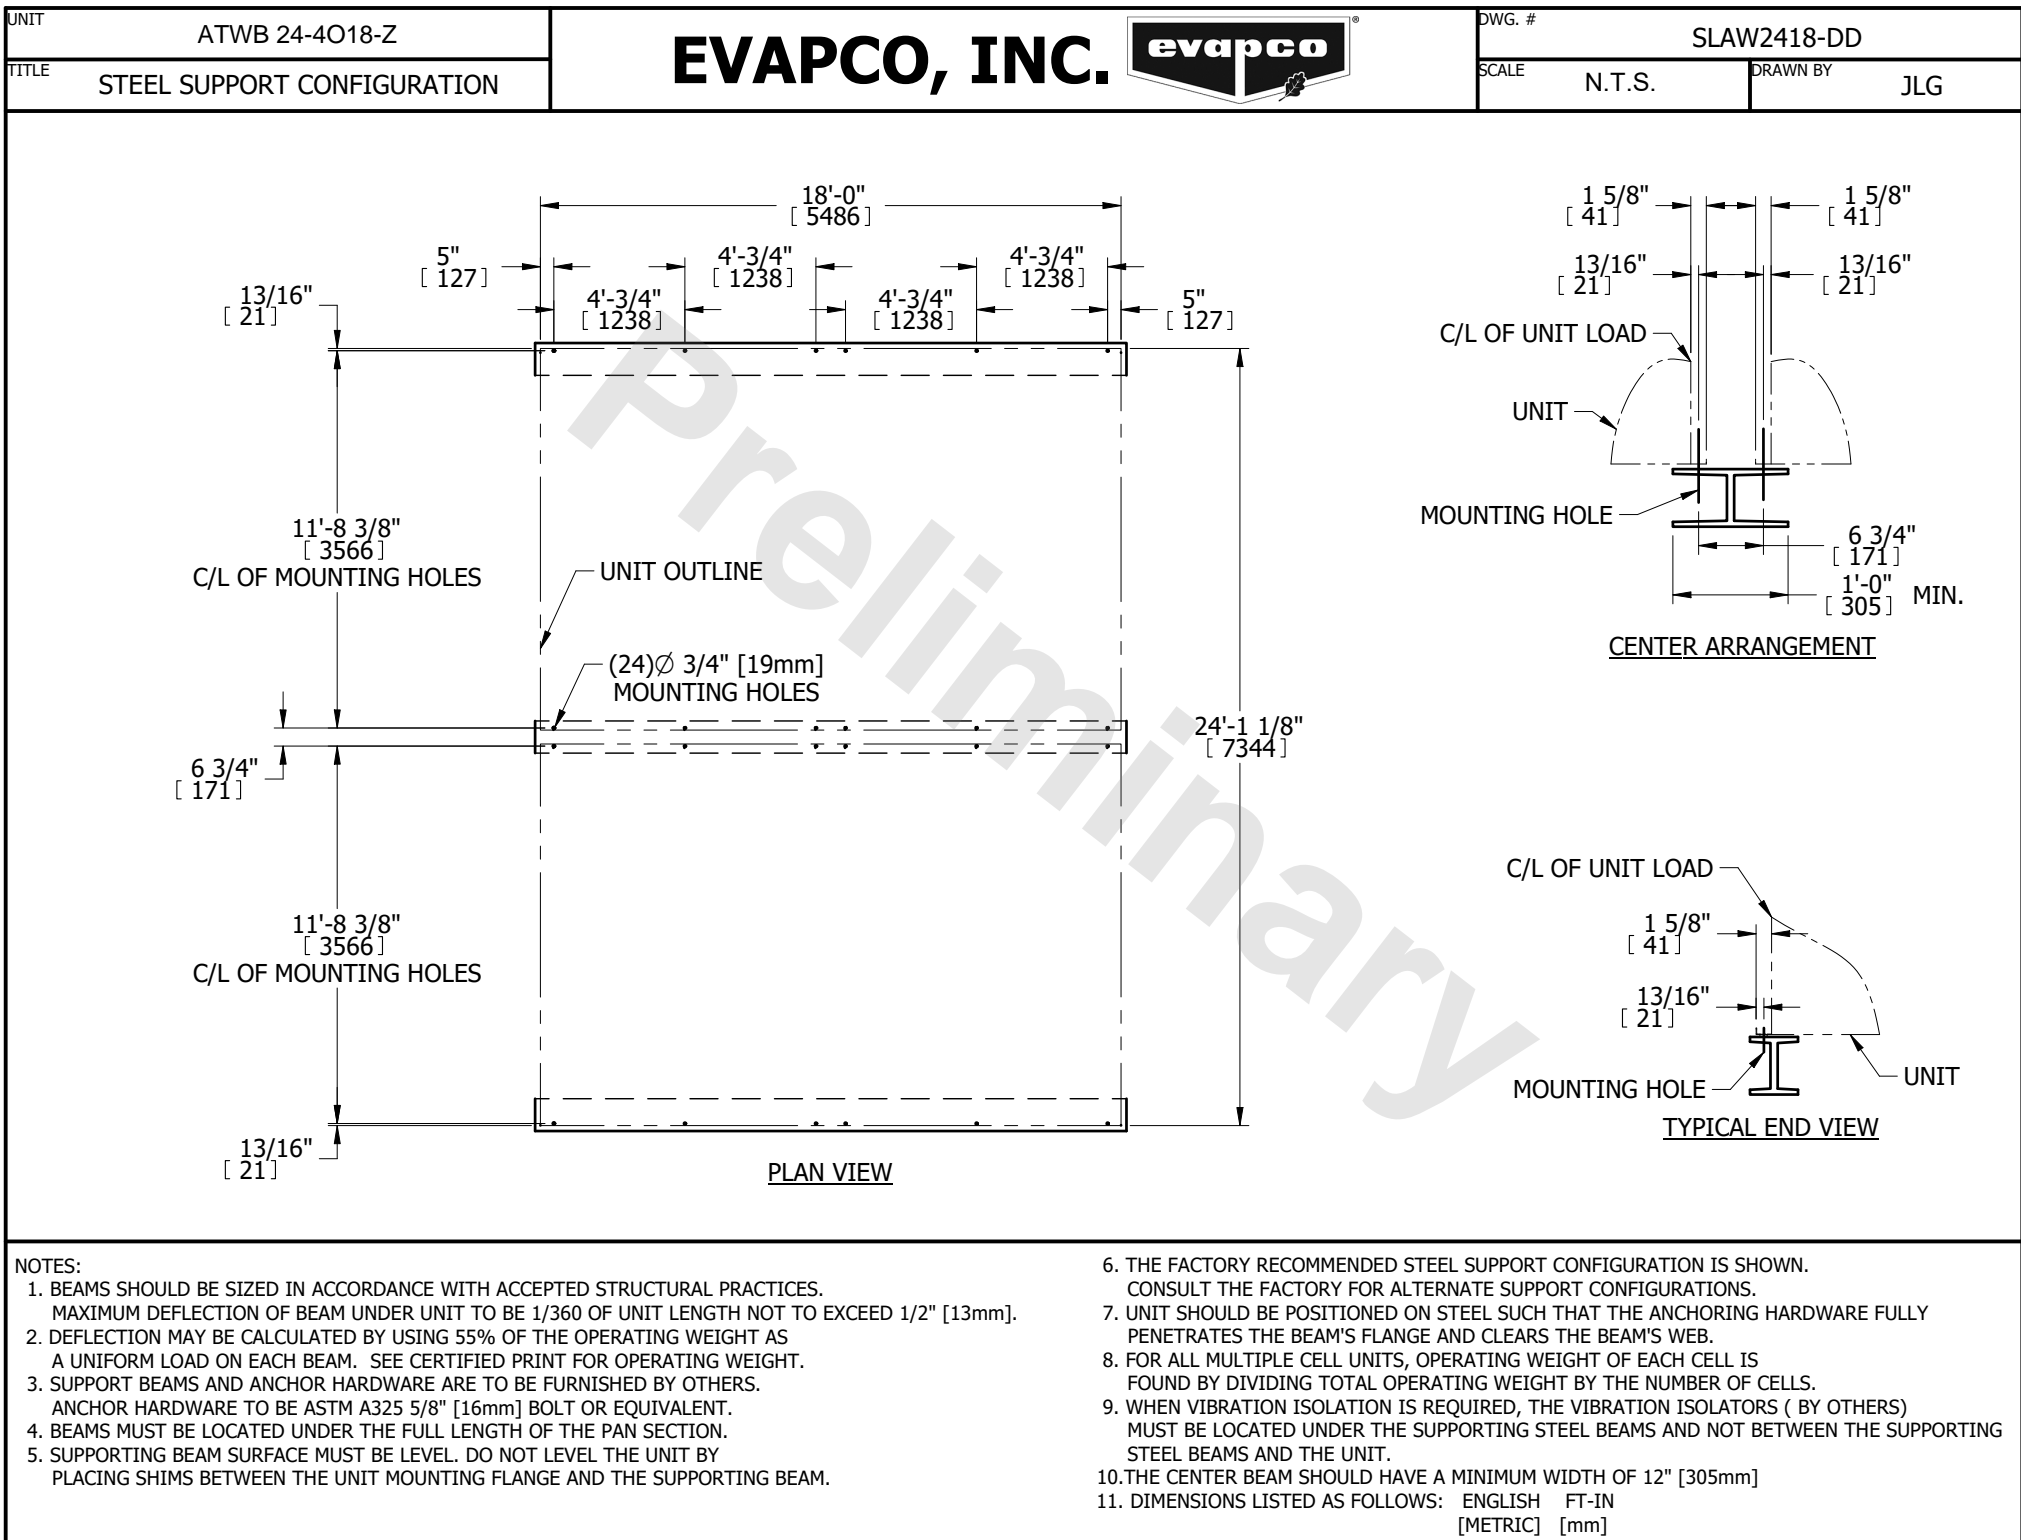 UNIT
ATWB 24-4O18-Z
TITLE
STEEL SUPPORT CONFIGURATION
EVAPCO, INC.
evapco
®
DWG. #
SLAW2418-DD
SCALE
N.T.S.
DRAWN BY
JLG
18'-0"
[ 5486 ]
5"
[ 127 ]
4'-3/4"
[ 1238 ]
4'-3/4"
[ 1238 ]
13/16"
[ 21 ]
4'-3/4"
[ 1238 ]
4'-3/4"
[ 1238 ]
5"
[ 127 ]
11'-8 3/8"
[ 3566 ]
C/L OF MOUNTING HOLES
UNIT OUTLINE
(24)∅ 3/4" [19mm]
MOUNTING HOLES
6 3/4"
[ 171 ]
24'-1 1/8"
[ 7344 ]
11'-8 3/8"
[ 3566 ]
C/L OF MOUNTING HOLES
13/16"
[ 21 ]
PLAN VIEW
Preliminary
1 5/8"
[ 41 ]
1 5/8"
[ 41 ]
13/16"
[ 21 ]
13/16"
[ 21 ]
C/L OF UNIT LOAD
UNIT
MOUNTING HOLE
6 3/4"
[ 171 ]
1'-0"
[ 305 ]
MIN.
CENTER ARRANGEMENT
C/L OF UNIT LOAD
1 5/8"
[ 41 ]
13/16"
[ 21 ]
MOUNTING HOLE
UNIT
TYPICAL END VIEW
NOTES:
1. BEAMS SHOULD BE SIZED IN ACCORDANCE WITH ACCEPTED STRUCTURAL PRACTICES.
MAXIMUM DEFLECTION OF BEAM UNDER UNIT TO BE 1/360 OF UNIT LENGTH NOT TO EXCEED 1/2" [13mm].
2. DEFLECTION MAY BE CALCULATED BY USING 55% OF THE OPERATING WEIGHT AS
A UNIFORM LOAD ON EACH BEAM. SEE CERTIFIED PRINT FOR OPERATING WEIGHT.
3. SUPPORT BEAMS AND ANCHOR HARDWARE ARE TO BE FURNISHED BY OTHERS.
ANCHOR HARDWARE TO BE ASTM A325 5/8" [16mm] BOLT OR EQUIVALENT.
4. BEAMS MUST BE LOCATED UNDER THE FULL LENGTH OF THE PAN SECTION.
5. SUPPORTING BEAM SURFACE MUST BE LEVEL. DO NOT LEVEL THE UNIT BY
PLACING SHIMS BETWEEN THE UNIT MOUNTING FLANGE AND THE SUPPORTING BEAM.
6. THE FACTORY RECOMMENDED STEEL SUPPORT CONFIGURATION IS SHOWN.
CONSULT THE FACTORY FOR ALTERNATE SUPPORT CONFIGURATIONS.
7. UNIT SHOULD BE POSITIONED ON STEEL SUCH THAT THE ANCHORING HARDWARE FULLY
PENETRATES THE BEAM'S FLANGE AND CLEARS THE BEAM'S WEB.
8. FOR ALL MULTIPLE CELL UNITS, OPERATING WEIGHT OF EACH CELL IS
FOUND BY DIVIDING TOTAL OPERATING WEIGHT BY THE NUMBER OF CELLS.
9. WHEN VIBRATION ISOLATION IS REQUIRED, THE VIBRATION ISOLATORS ( BY OTHERS)
MUST BE LOCATED UNDER THE SUPPORTING STEEL BEAMS AND NOT BETWEEN THE SUPPORTING
STEEL BEAMS AND THE UNIT.
10.THE CENTER BEAM SHOULD HAVE A MINIMUM WIDTH OF 12" [305mm]
11. DIMENSIONS LISTED AS FOLLOWS: ENGLISH FT-IN
[METRIC] [mm]